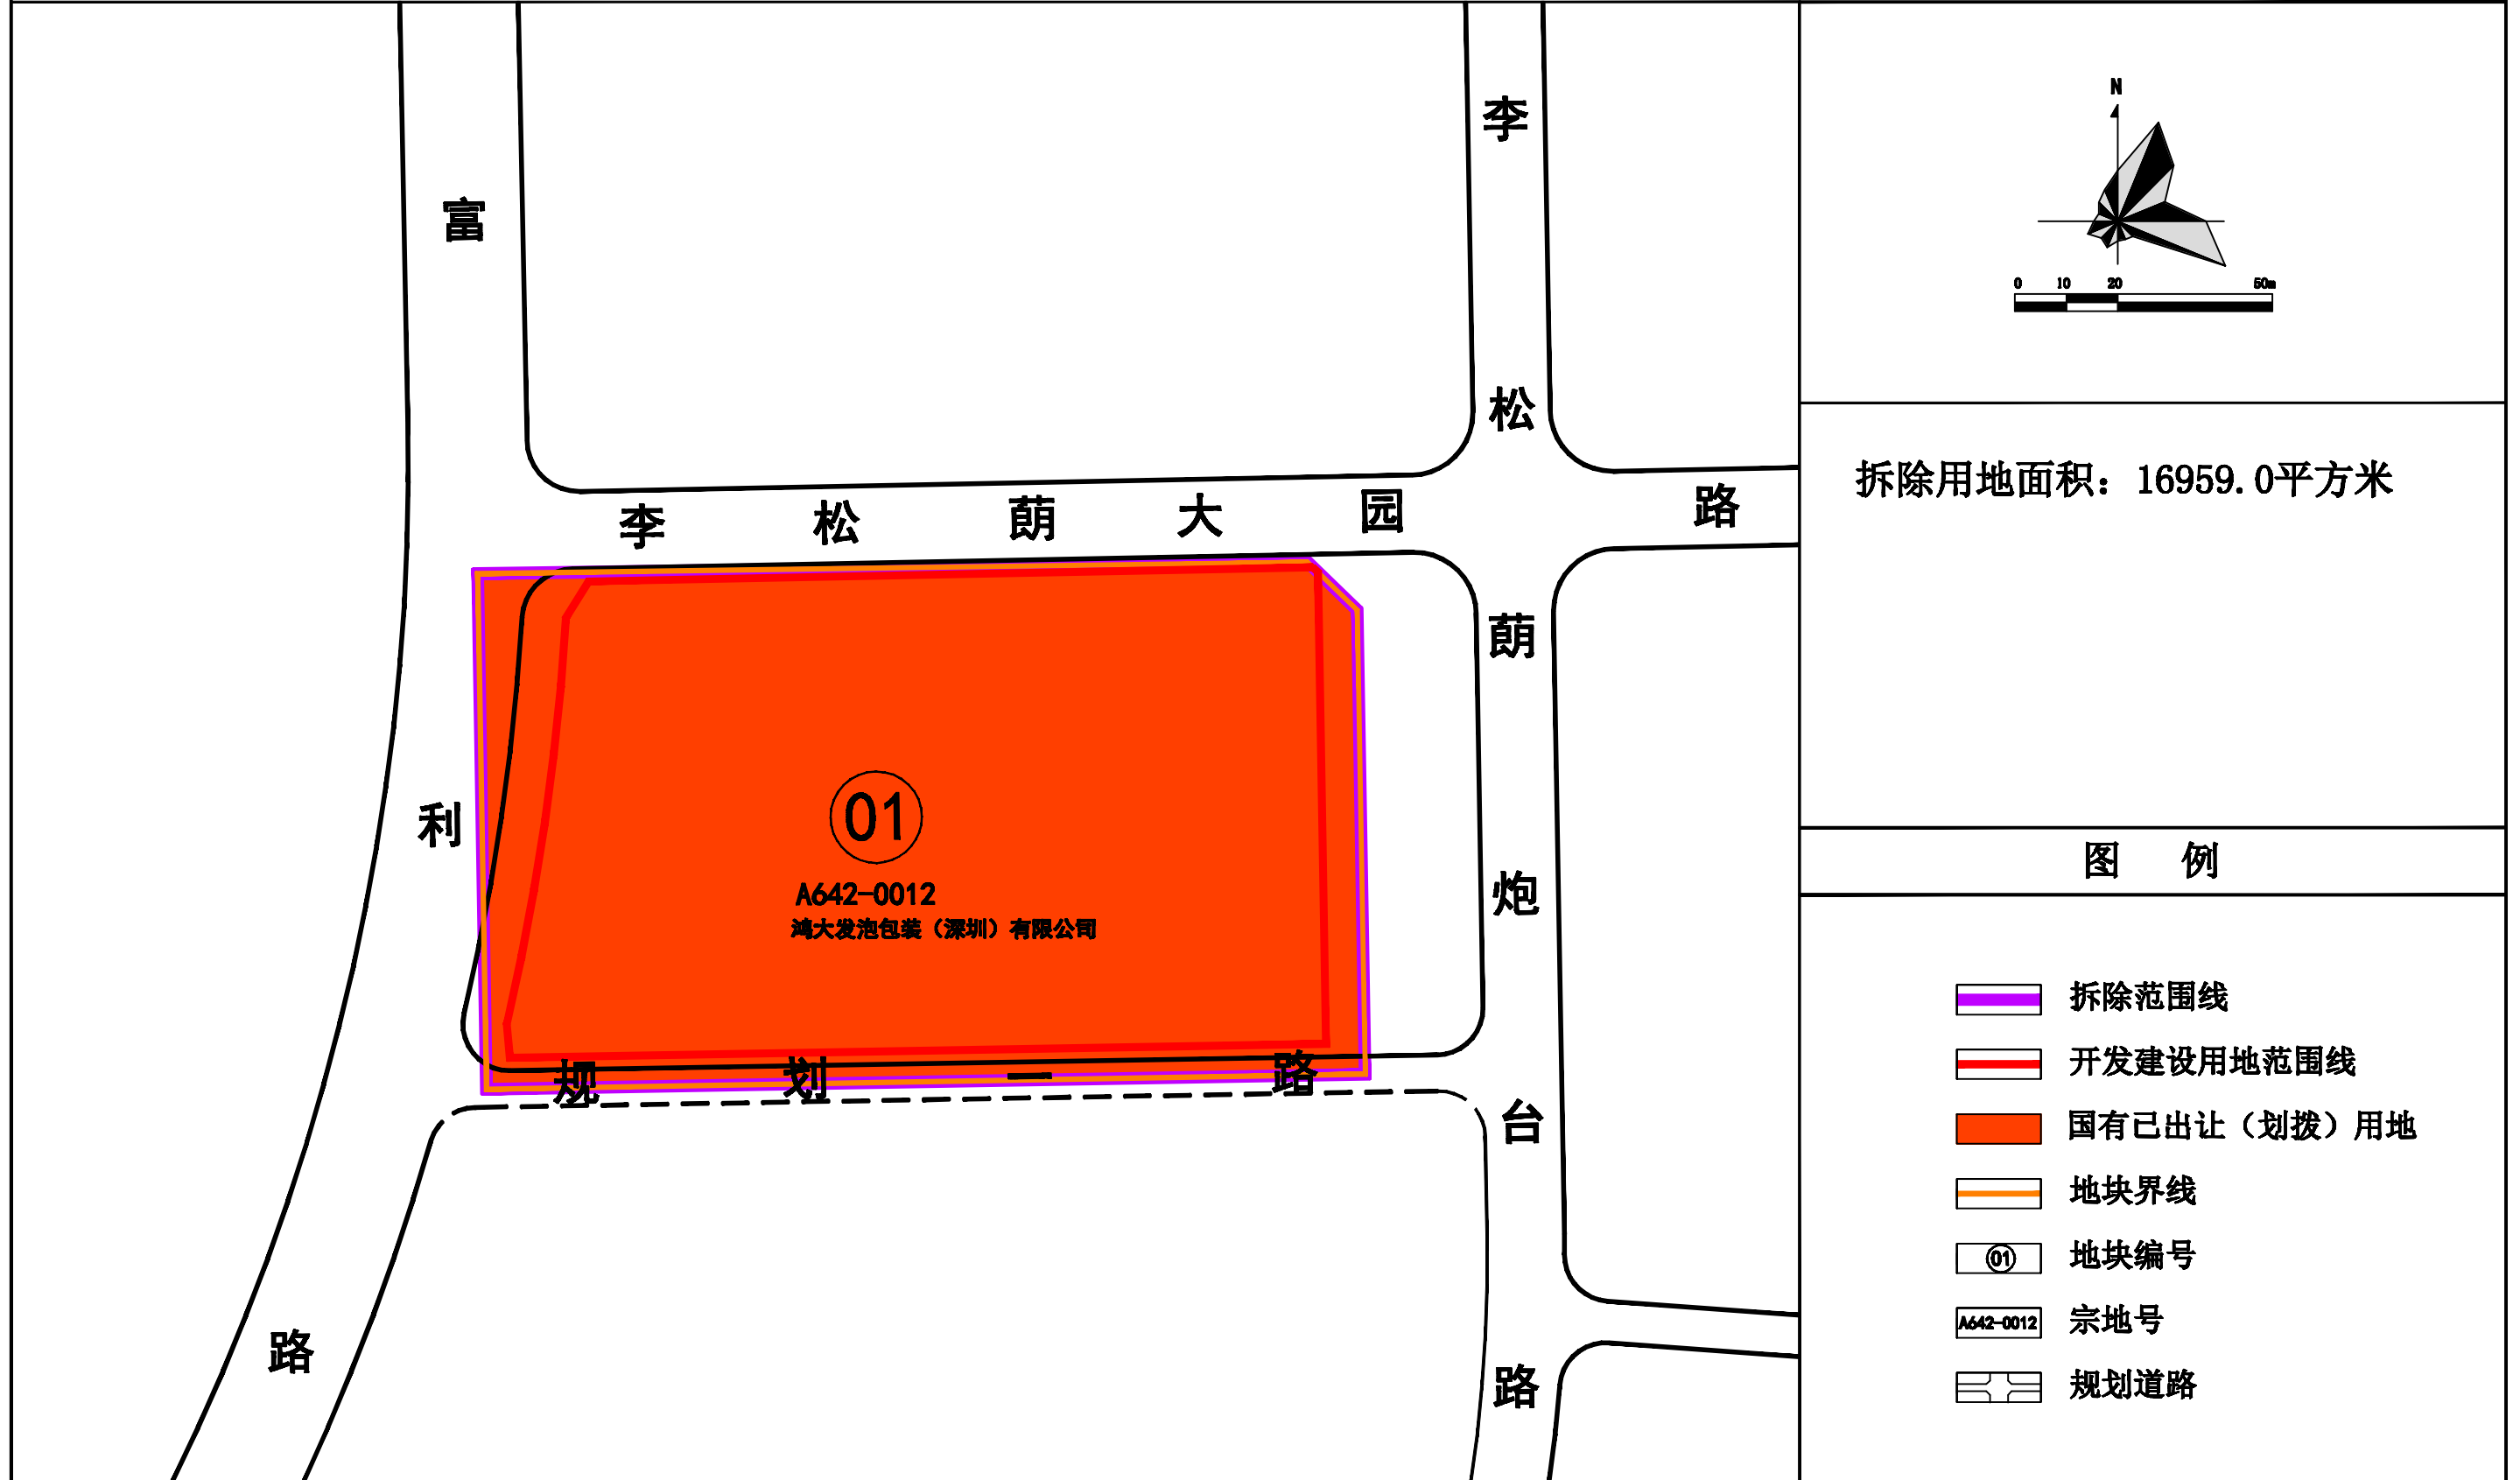 富利路
李松蓢大园路
李松蓢炮台路
01
A642-0012
鸿大发泡包装（深圳）有限公司
规划一路
N
0 10 20 50m
拆除用地面积：16959.0平方米
图 例
拆除范围线
开发建设用地范围线
国有已出让（划拨）用地
地块界线
01 地块编号
A642-0012 宗地号
规划道路